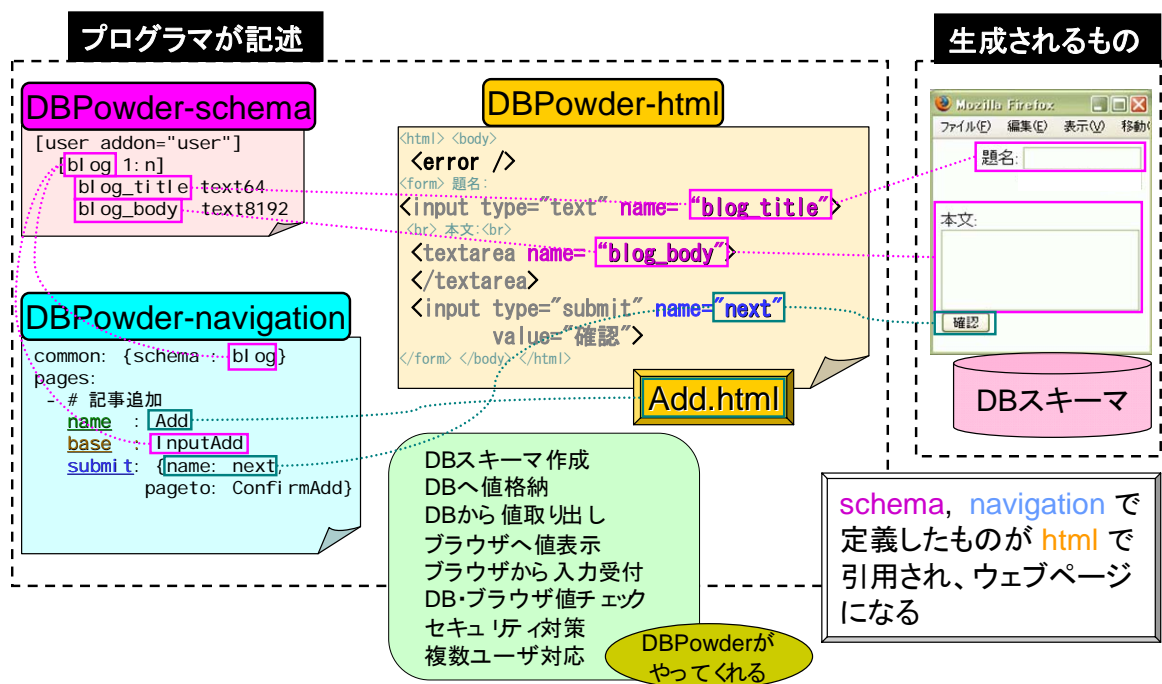 プログラマが記述
DBPowder-schema
[user addon="user"]
[blog 1:n]
blog_title text64
blog_body text8192
DBPowder-navigation
common: {schema : blog}
pages:
- # 記事追加
name : Add
base : InputAdd
submit: {name: next,
pageto: ConfirmAdd}
DBPowder-html
<html> <body>
<error />
<form> 題名:
<input type="text" name= “blog_title”>
<hr> 本文:<br>
<textarea name= “blog_body”>
</textarea>
<input type="submit" name="next"
value="確認">
</form> </body> </html>
Add.html
DBスキーマ作成
DBへ値格納
DBから値取り出し
ブラウザへ値表示
ブラウザから入力受付
DB・ブラウザ値チェック
セキュリティ対策
複数ユーザ対応
DBPowderが
やってくれる
生成されるもの
Mozilla Firefox
ファイル(F) 編集(E) 表示(V) 移動(
題名:
本文:
確認
DBスキーマ
schema, navigation で
定義したものが html で
引用され、ウェブページ
になる